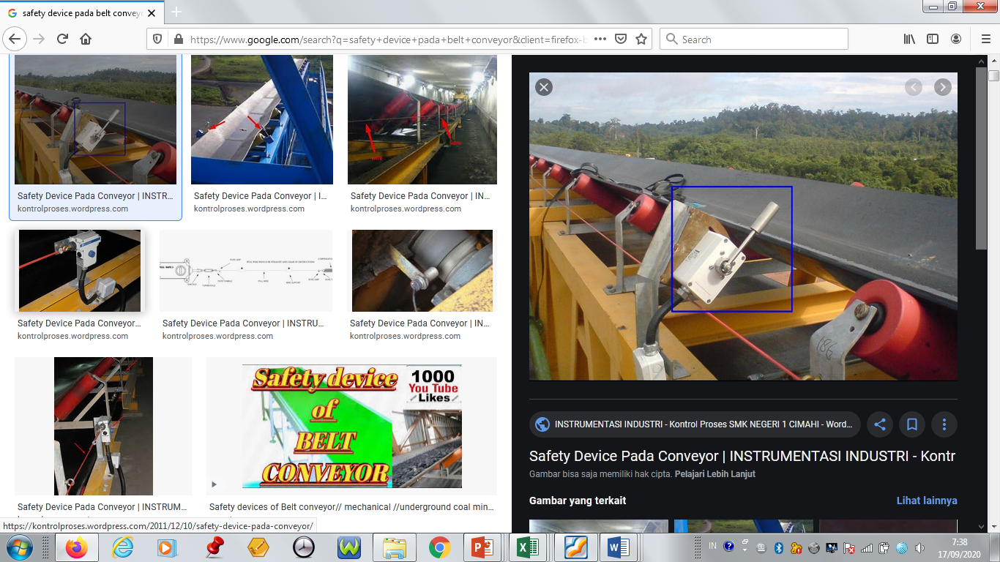 safety device pada belt conveyo
https://www.google.com/search?q=safety+device+pada+belt+conveyor&client=firefox-b
Search
Safety Device Pada Conveyor | INSTR...
kontrolproses.wordpress.com
Safety Device Pada Conveyor | I...
kontrolproses.wordpress.com
Safety Device Pada Conveyor | IN...
kontrolproses.wordpress.com
Safety Device Pada Conveyor...
kontrolproses.wordpress.com
Safety Device Pada Conveyor | INSTRU...
kontrolproses.wordpress.com
Safety Device Pada Conveyor | IN...
kontrolproses.wordpress.com
Safety device
of
BELT
CONVEYOR
1000
You Tube
Likes
Safety Device Pada Conveyor | INSTRUM...
Safety devices of Belt conveyor// mechanical //underground coal min...
https://kontrolproses.wordpress.com/2011/12/10/safety-device-pada-conveyor/
186
INSTRUMENTASI INDUSTRI - Kontrol Proses SMK NEGERI 1 CIMAHI - Word...
Safety Device Pada Conveyor | INSTRUMENTASI INDUSTRI - Kontr
Gambar bisa saja memiliki hak cipta. Pelajari Lebih Lanjut
Gambar yang terkait
Lihat lainnya
IN
7:38
17/09/2020